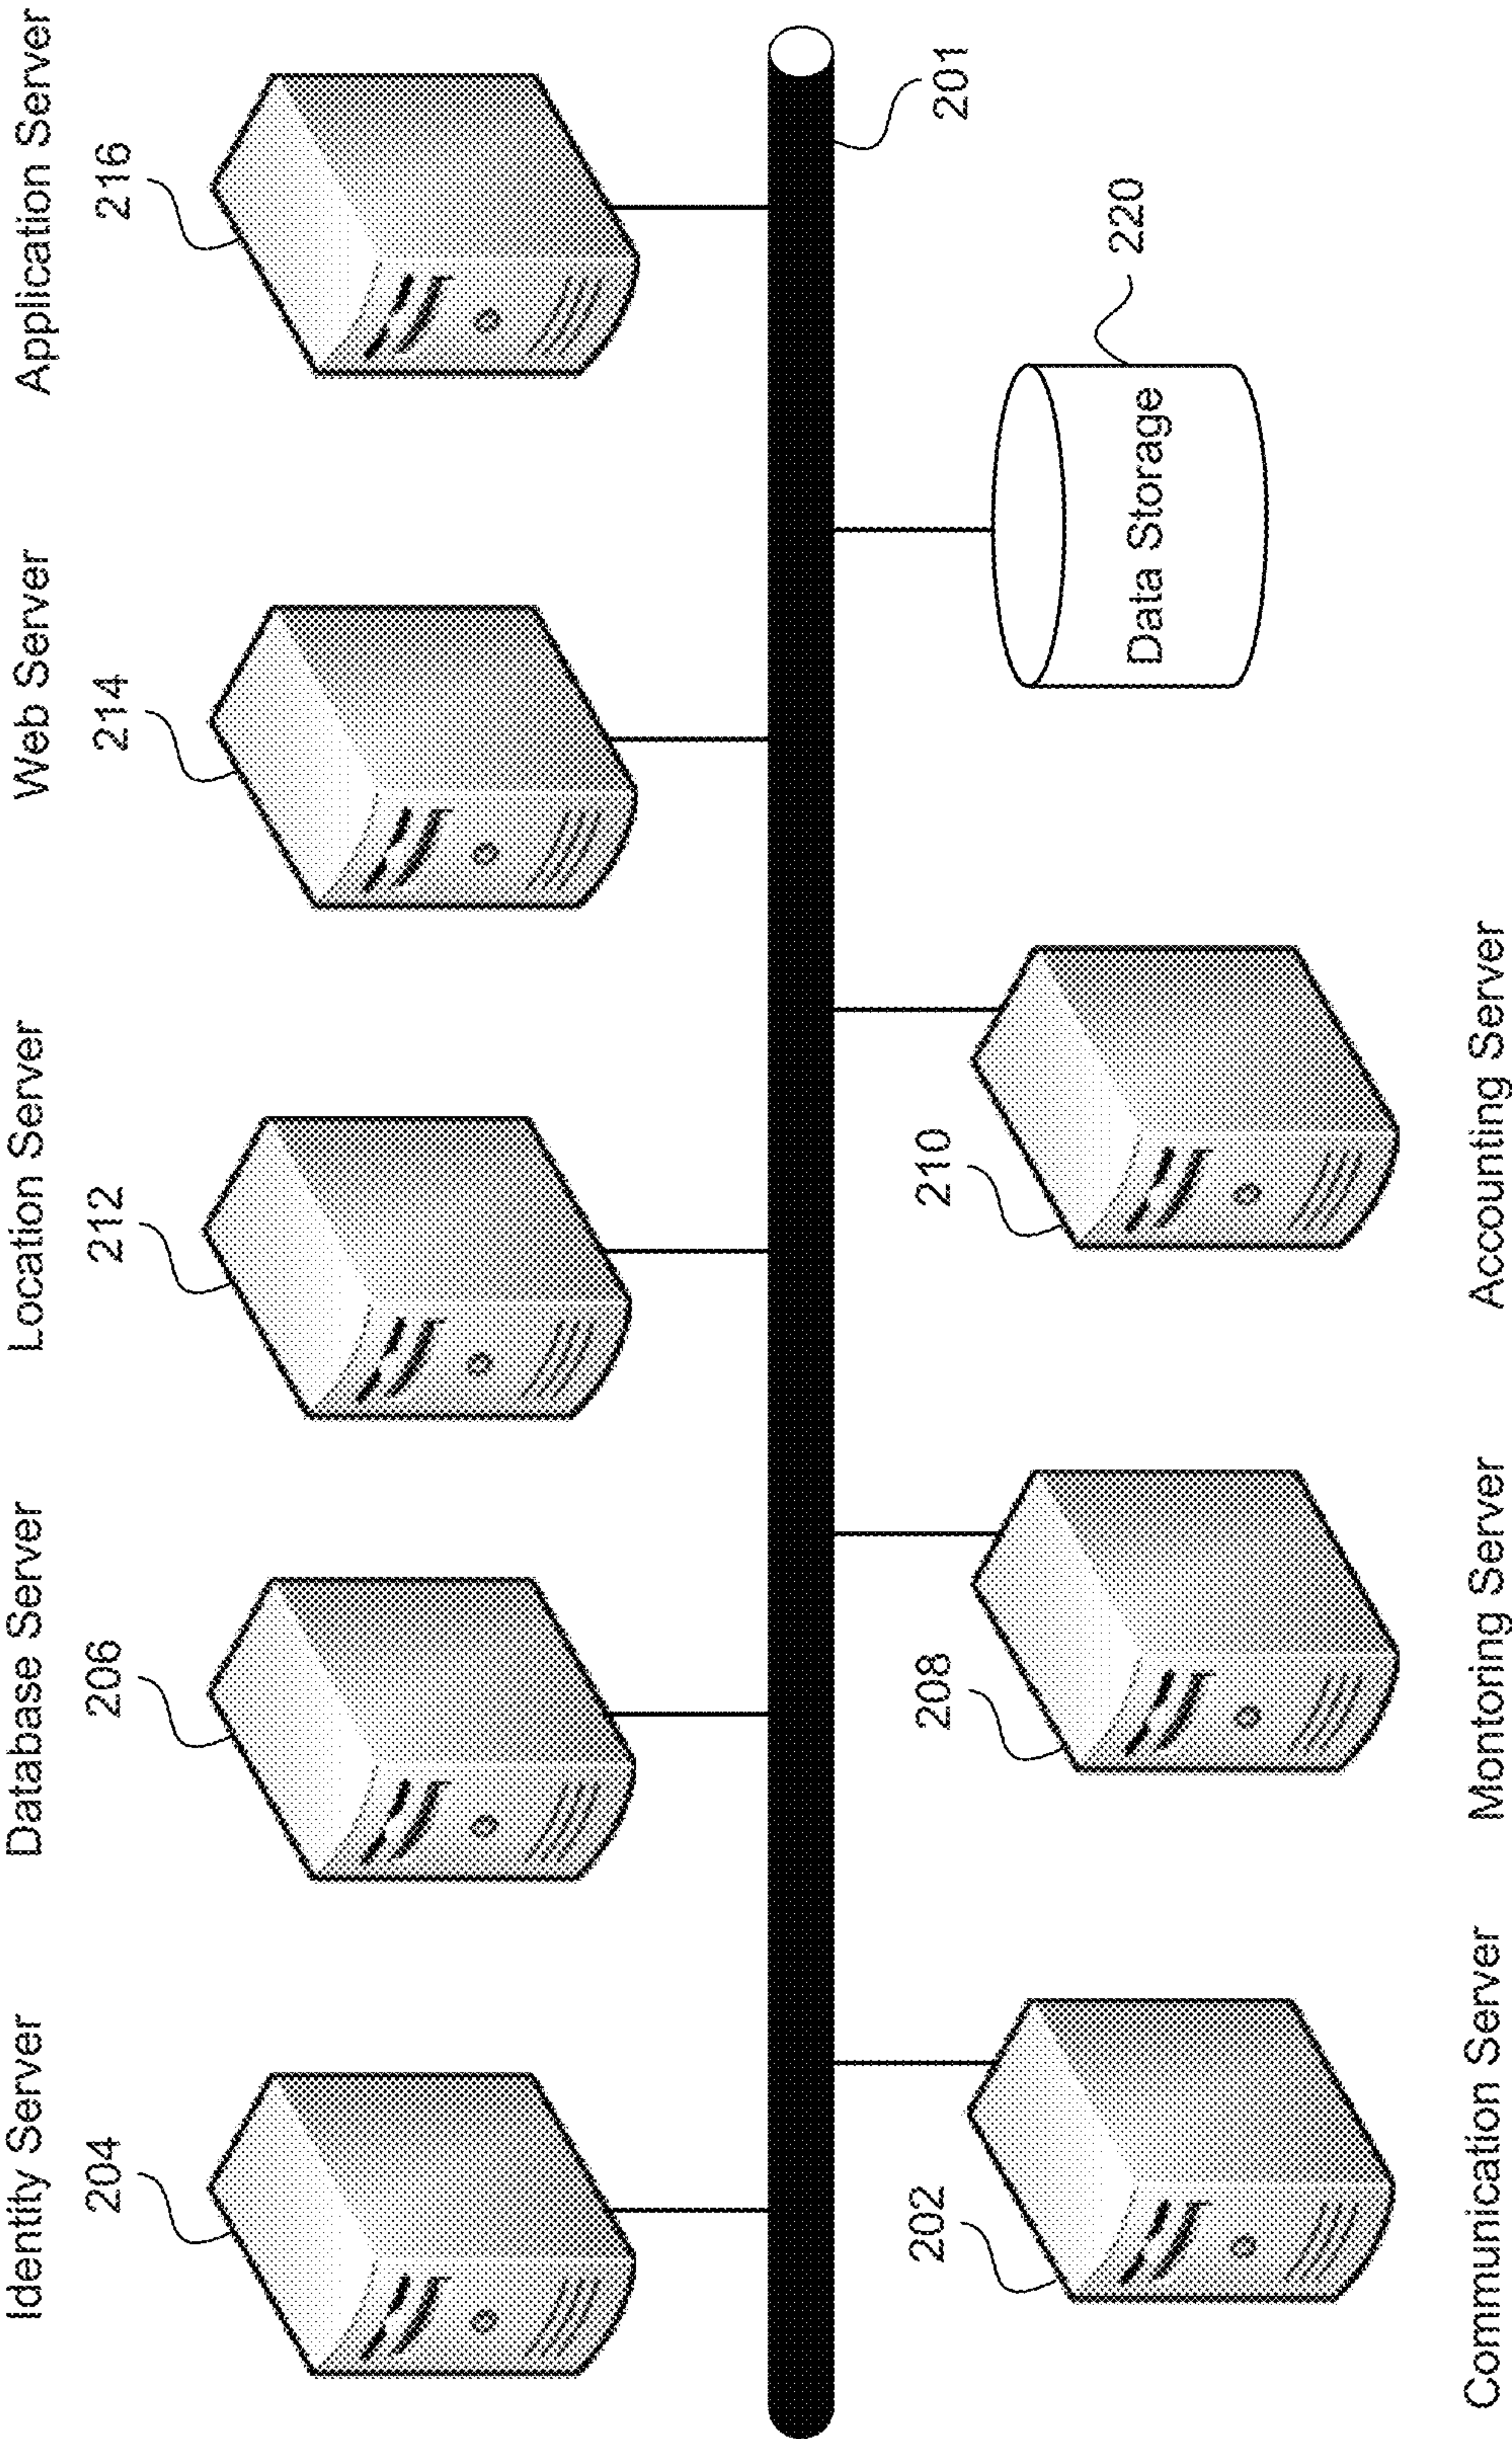 Identity Server
Database Server
Location Server
Web Server
Application Server
204
206
212
214
216
201
202
208
210
220
Data Storage
Communication Server
Montoring Server
Accounting Server